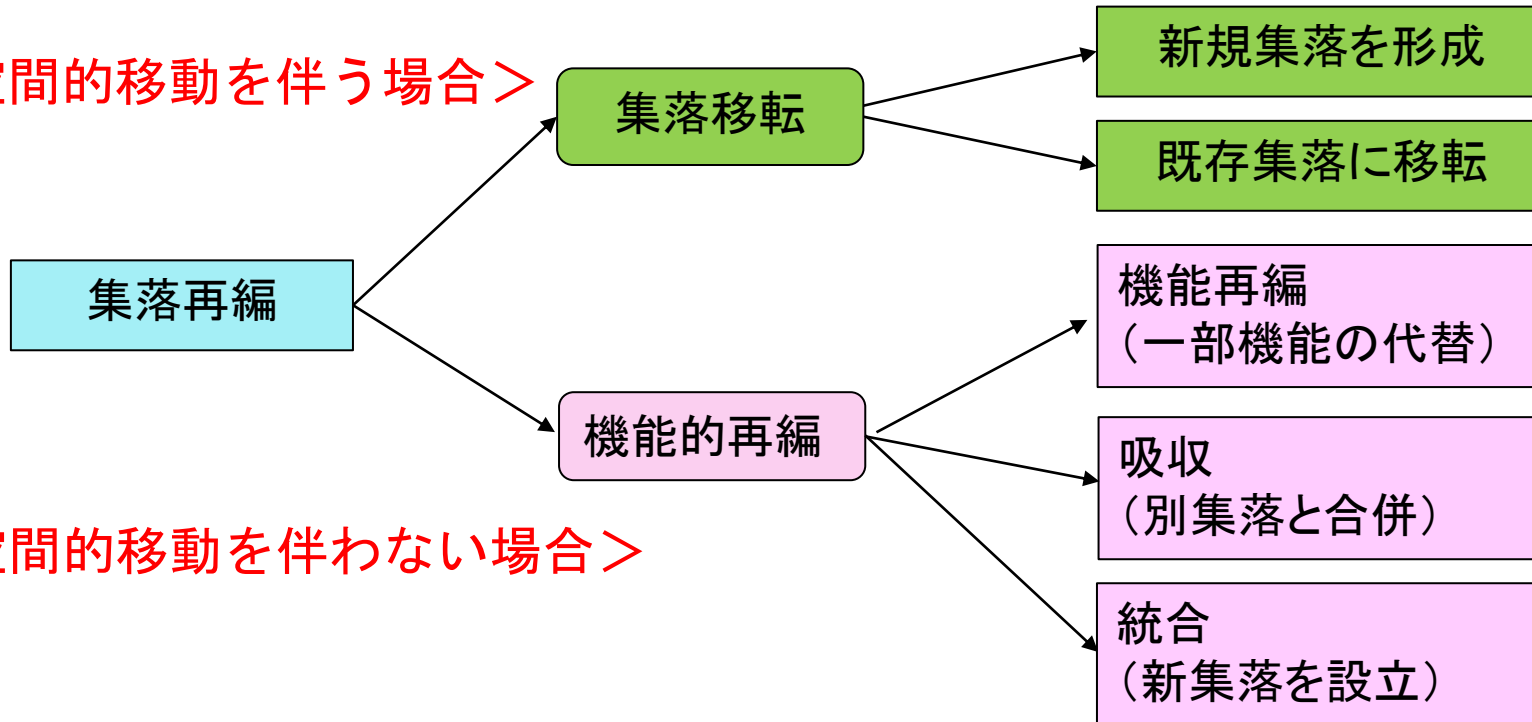 間的移動を伴う場合＞
集落移転
新規集落を形成
既存集落に移転
集落再編
機能的再編
機能再編
（一部機能の代替）
吸収
（別集落と合併）
統合
（新集落を設立）
間的移動を伴わない場合＞